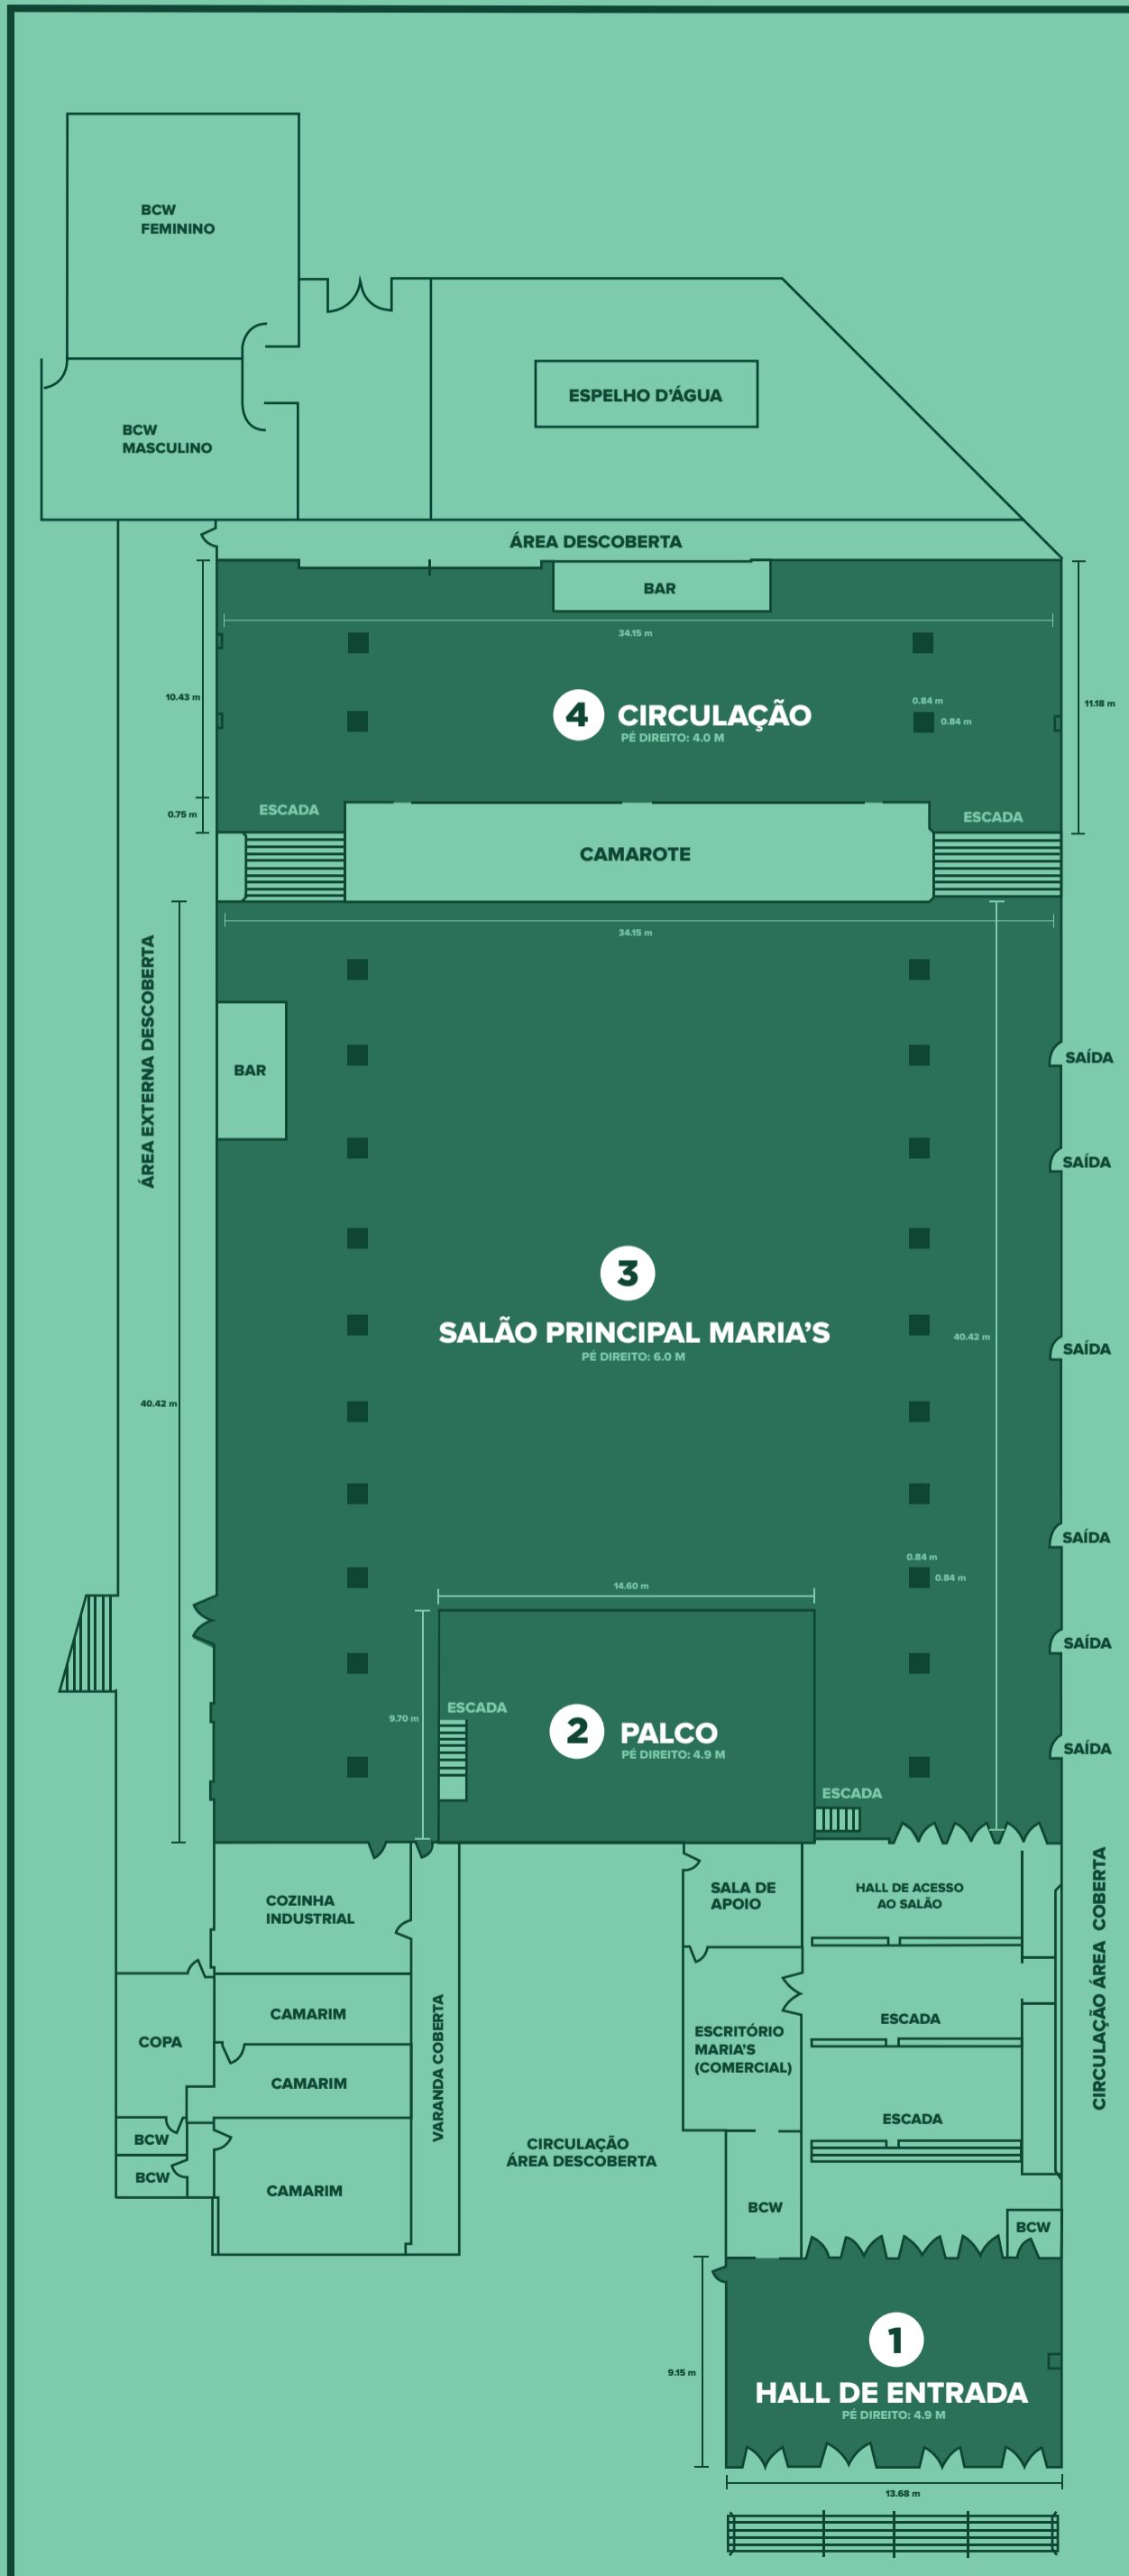 BCW
FEMININO
BCW
MASCULINO
ESPELHO D'ÁGUA
ÁREA DESCOBERTA
BAR
34.15 m
10.43 m
4 CIRCULAÇÃO
PÉ DIREITO: 4.0 M
0.84 m
0.84 m
11.18 m
0.75 m
ESCADA
ESCADA
CAMAROTE
34.15 m
ÁREA EXTERNA DESCOBERTA
BAR
SAÍDA
SAÍDA
3
SALÃO PRINCIPAL MARIA'S
PÉ DIREITO: 6.0 M
40.42 m
SAÍDA
40.42 m
SAÍDA
0.84 m
0.84 m
14.60 m
SAÍDA
9.70 m
ESCADA
2 PALCO
PÉ DIREITO: 4.9 M
SAÍDA
ESCADA
COZINHA
INDUSTRIAL
SALA DE
APOIO
HALL DE ACESSO
AO SALÃO
CIRCULAÇÃO ÁREA COBERTA
CAMARIM
COPA
CAMARIM
VARANDA COBERTA
ESCRITÓRIO
MARIA'S
(COMERCIAL)
ESCADA
ESCADA
BCW
BCW
CAMARIM
CIRCULAÇÃO
ÁREA DESCOBERTA
BCW
BCW
1
HALL DE ENTRADA
PÉ DIREITO: 4.9 M
9.15 m
13.68 m